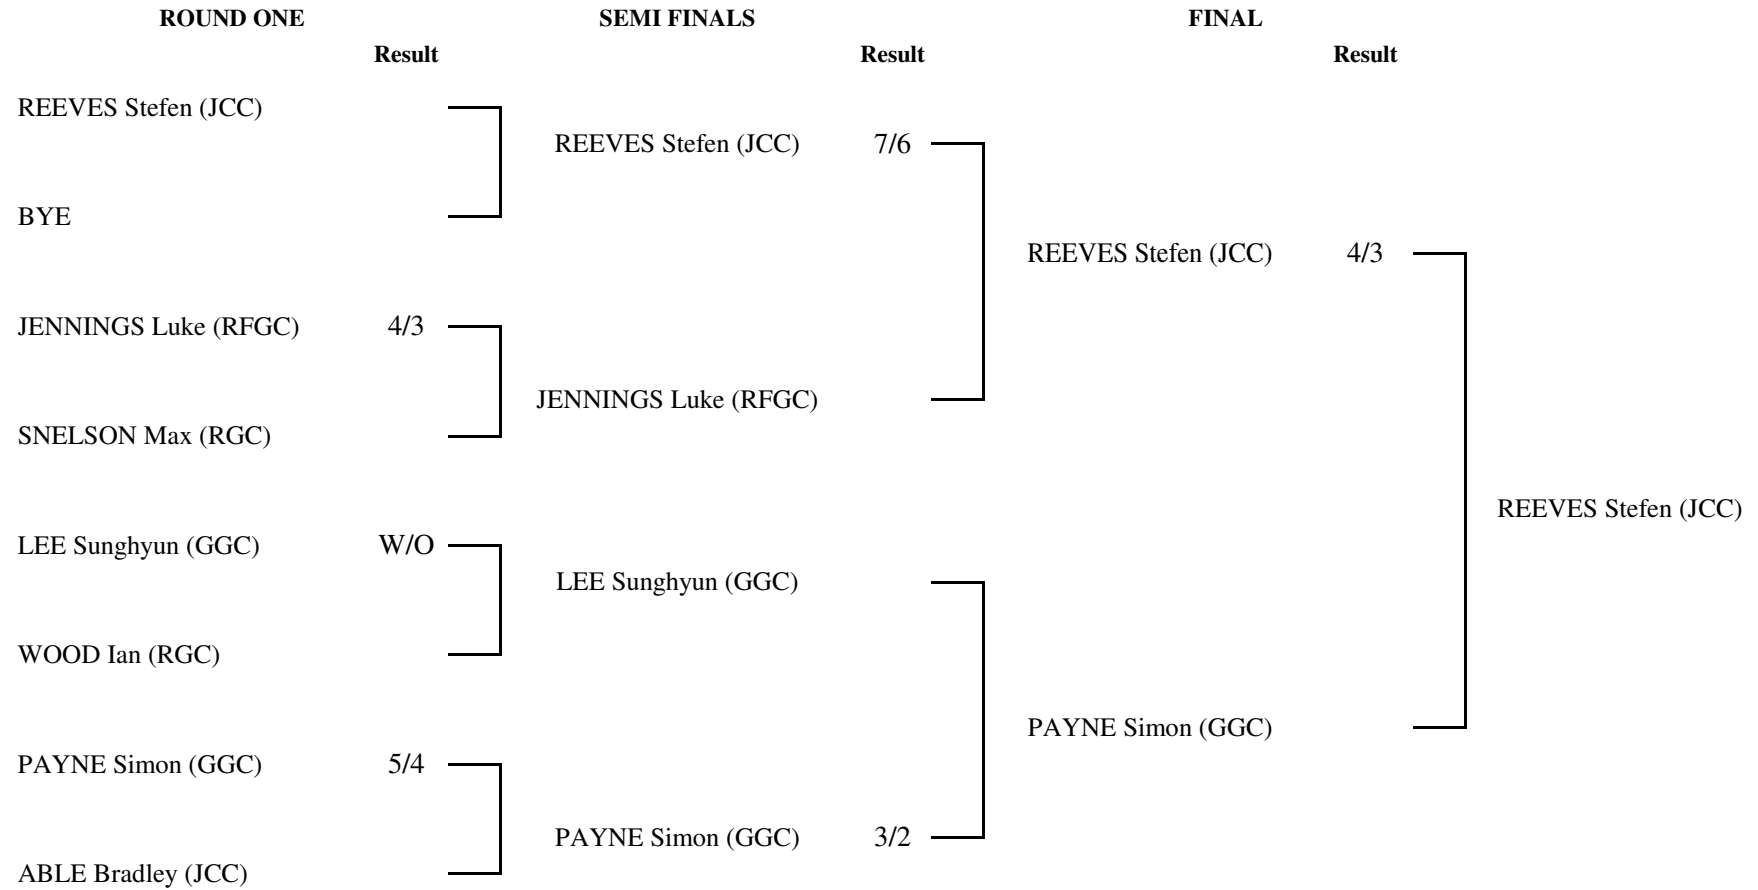 ROUND ONE SEMI FINALS FINAL
Result Result Result
REEVES Stefen (JCC)
REEVES Stefen (JCC) 7/6
BYE
REEVES Stefen (JCC) 4/3
JENNINGS Luke (RFGC) 4/3
JENNINGS Luke (RFGC)
SNELSON Max (RGC)
REEVES Stefen (JCC)
LEE Sunghyun (GGC) W/O
LEE Sunghyun (GGC)
WOOD Ian (RGC)
PAYNE Simon (GGC)
PAYNE Simon (GGC) 5/4
PAYNE Simon (GGC) 3/2
ABLE Bradley (JCC)